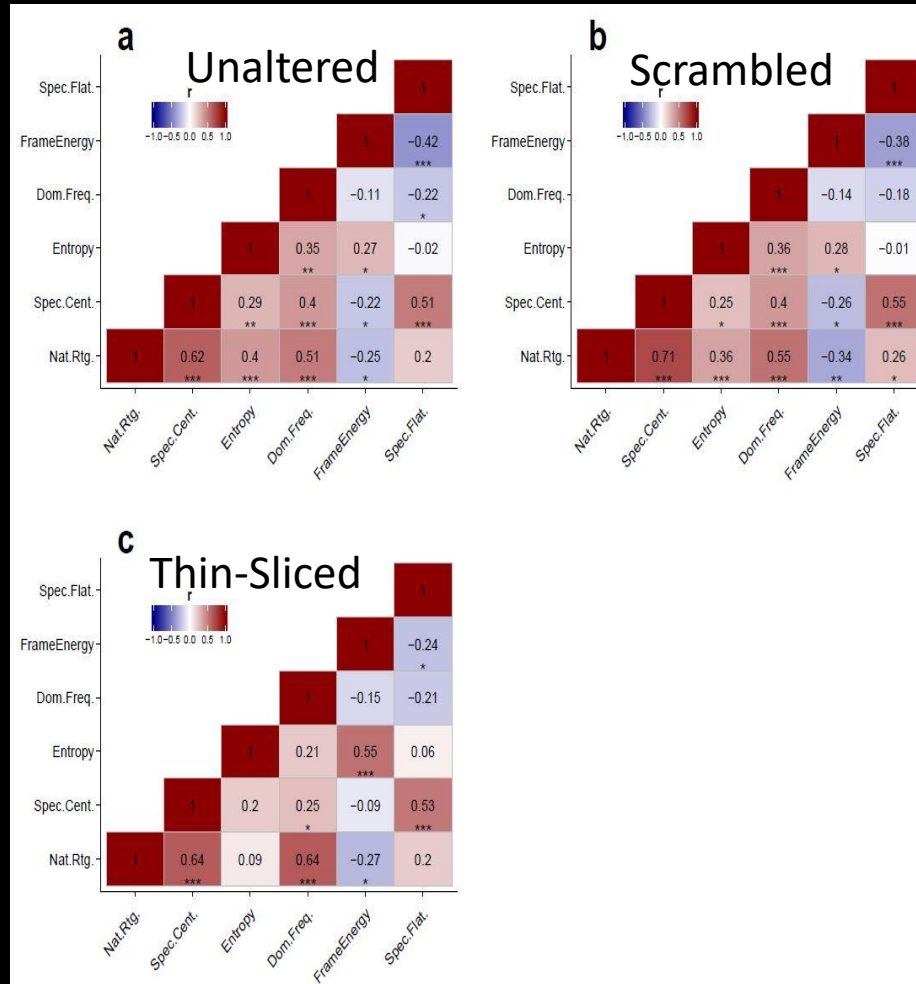 a
Unaltered
r
−1.0 −0.5 0.0 0.5 1.0
Spec.Flat. 1
FrameEnergy 1 −0.42
***
Dom.Freq. 1 −0.11 −0.22
*
Entropy 1 0.35 0.27 −0.02
** *
Spec.Cent. 1 0.29 0.4 −0.22 0.51
** *** * ***
Nat.Rtg. 1 0.62 0.4 0.51 −0.25 0.2
*** *** *** *
Nat.Rtg. Spec.Cent. Entropy Dom.Freq. FrameEnergy Spec.Flat.
b
Scrambled
r
−1.0 −0.5 0.0 0.5 1.0
Spec.Flat. 1
FrameEnergy 1 −0.38
***
Dom.Freq. 1 −0.14 −0.18
Entropy 1 0.36 0.28 −0.01
*** *
Spec.Cent. 1 0.25 0.4 −0.26 0.55
* *** * ***
Nat.Rtg. 1 0.71 0.36 0.55 −0.34 0.26
*** *** *** ** *
Nat.Rtg. Spec.Cent. Entropy Dom.Freq. FrameEnergy Spec.Flat.
c
Thin-Sliced
r
−1.0 −0.5 0.0 0.5 1.0
Spec.Flat. 1
FrameEnergy 1 −0.24
*
Dom.Freq. 1 −0.15 −0.21
Entropy 1 0.21 0.55 0.06
***
Spec.Cent. 1 0.2 0.25 −0.09 0.53
* ***
Nat.Rtg. 1 0.64 0.09 0.64 −0.27 0.2
*** *** *
Nat.Rtg. Spec.Cent. Entropy Dom.Freq. FrameEnergy Spec.Flat.